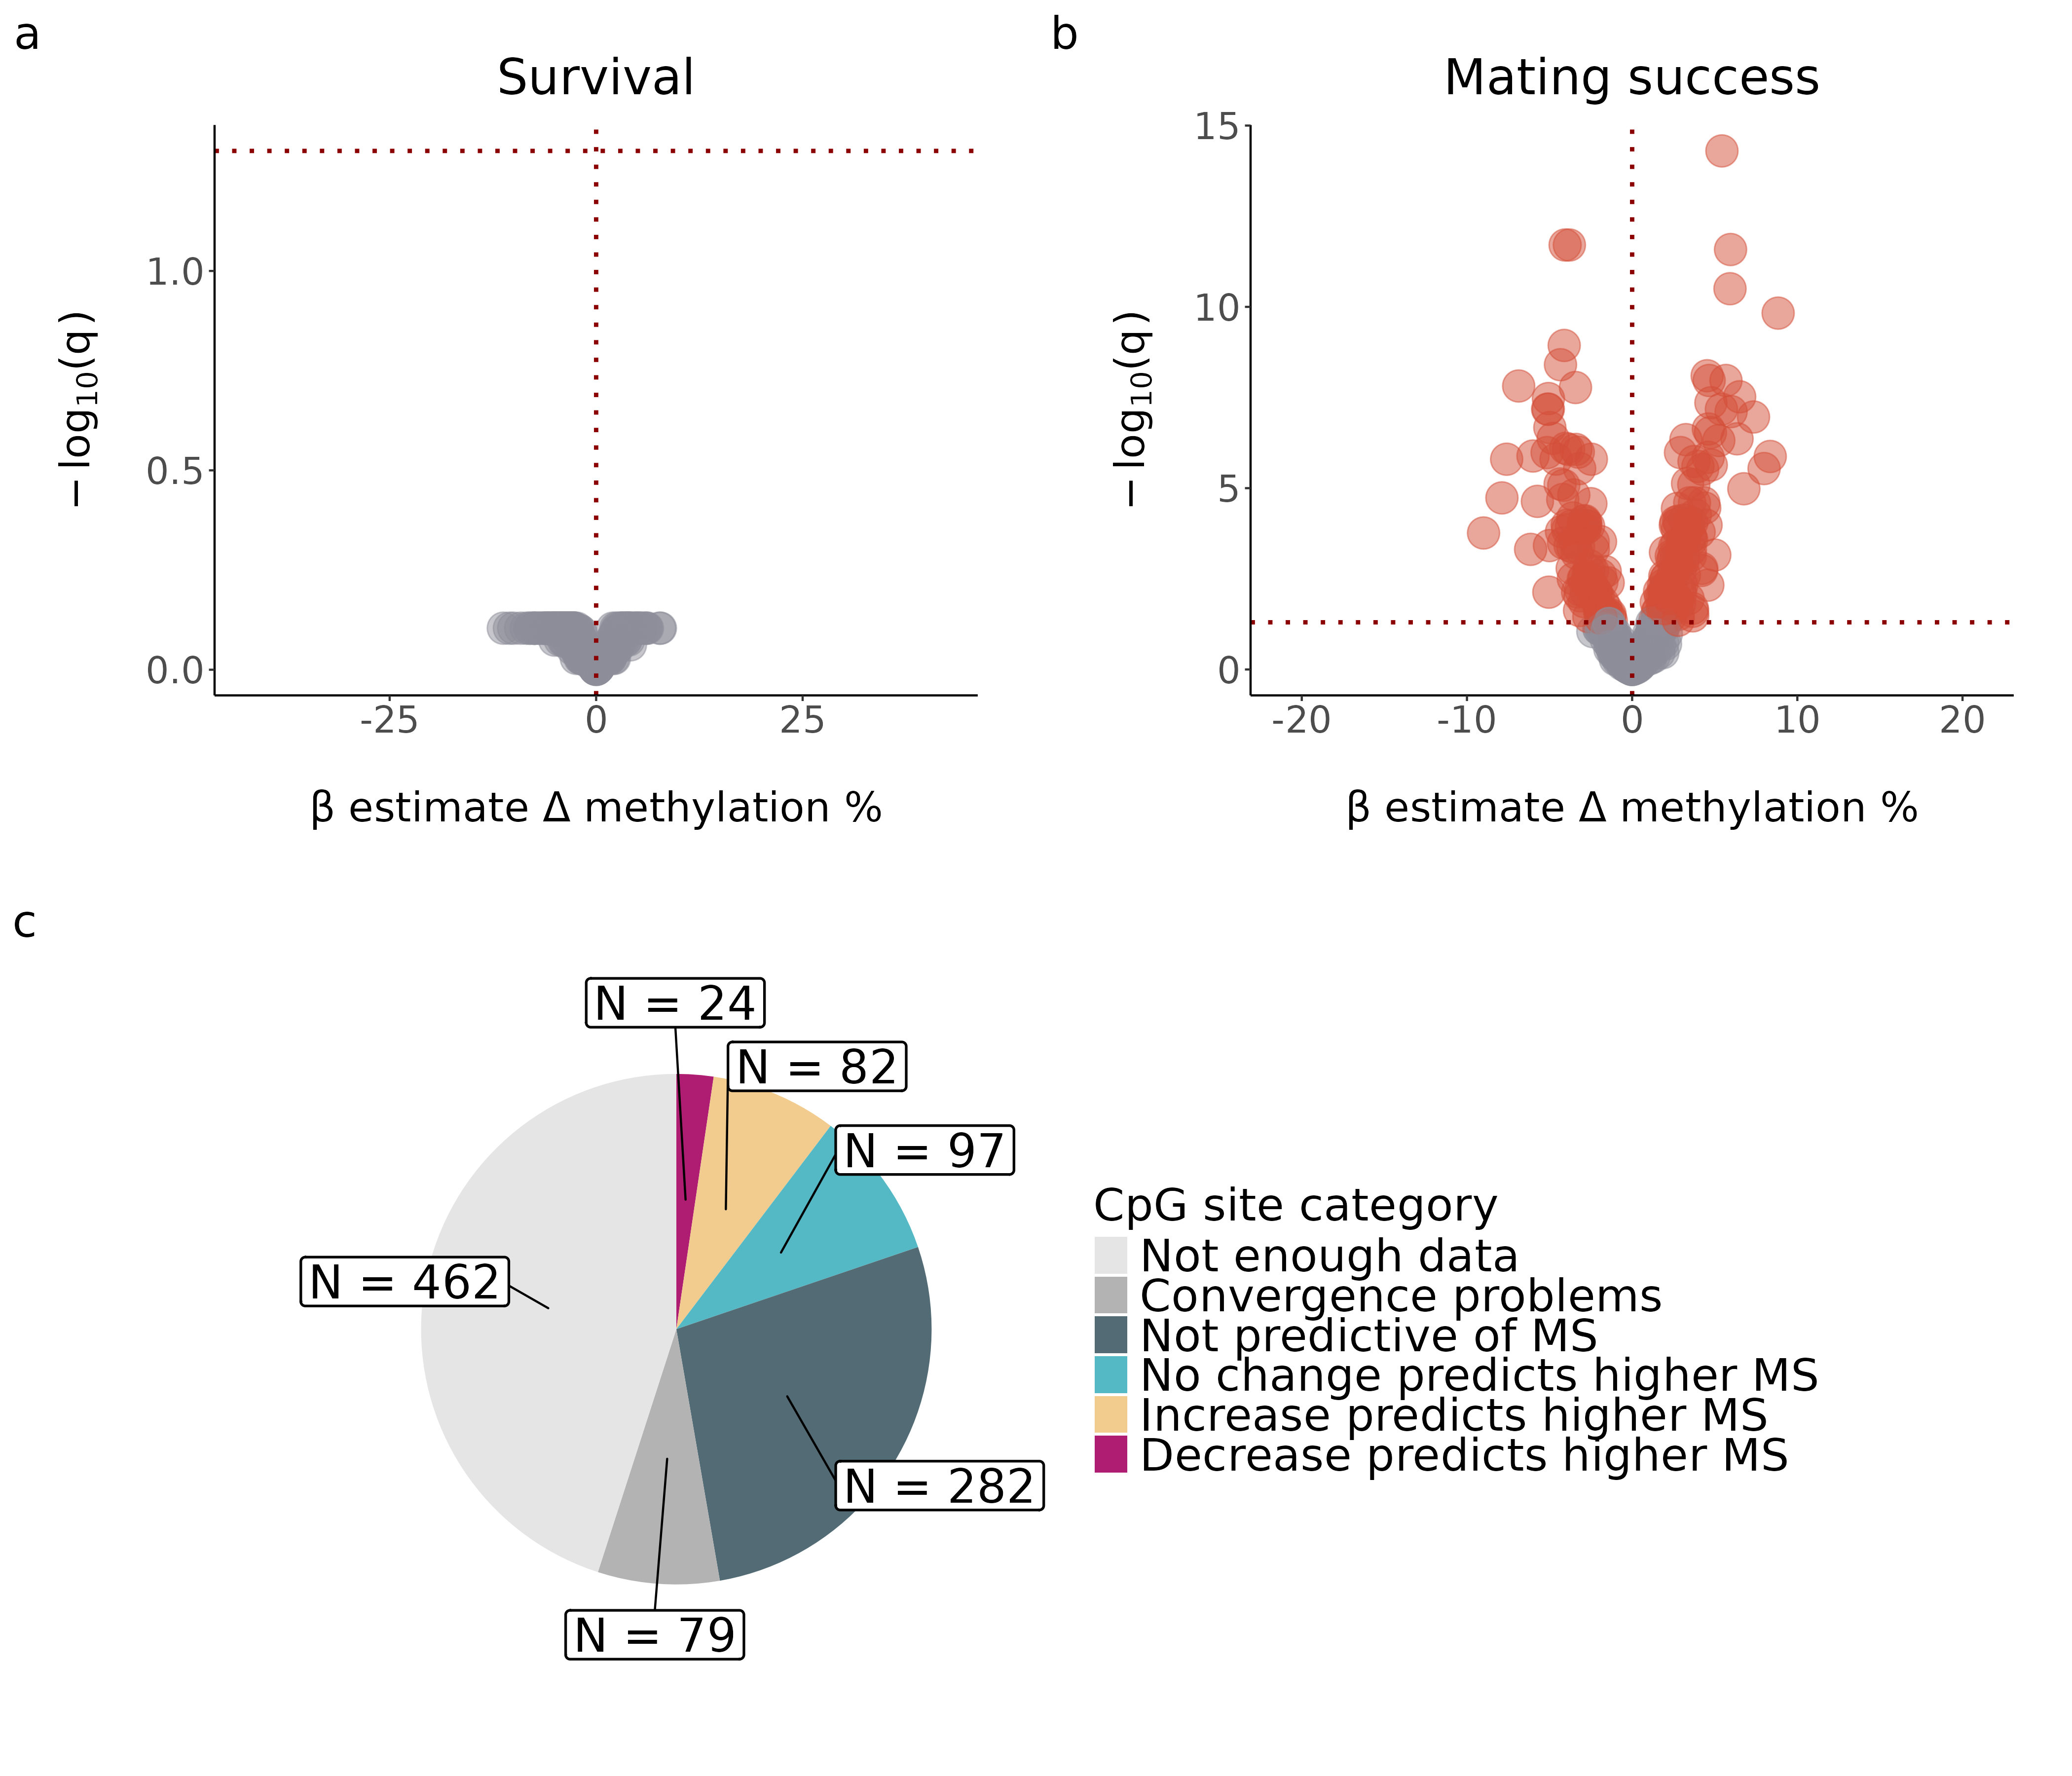 a
Survival
1.0
0.5
0.0
− log10(q )
-25 0 25
β estimate Δ methylation %
b
Mating success
15
10
5
0
− log10(q )
-20 -10 0 10 20
β estimate Δ methylation %
c
N = 24
N = 82
N = 97
N = 462
N = 282
N = 79
CpG site category
Not enough data
Convergence problems
Not predictive of MS
No change predicts higher MS
Increase predicts higher MS
Decrease predicts higher MS